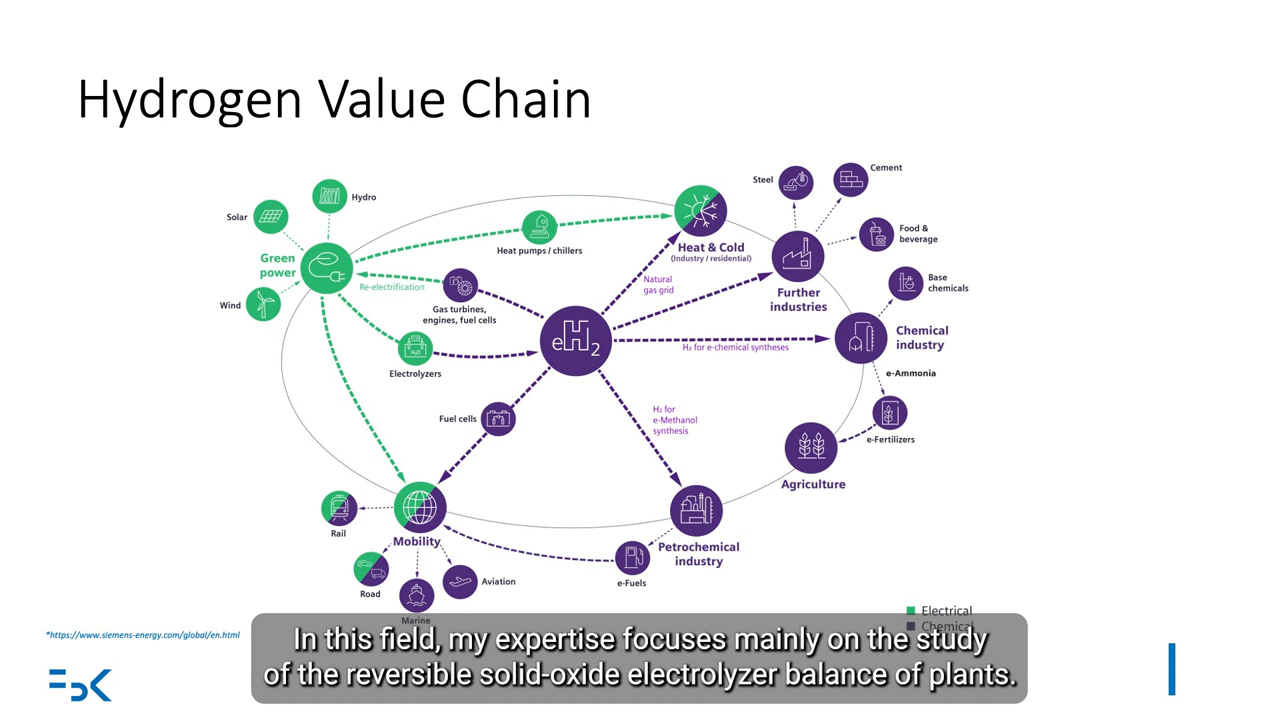 Hydrogen Value Chain
Solar
Hydro
Green
power
Wind
Heat pumps / chillers
Re-electrification
Gas turbines,
engines, fuel cells
H₂O
Electrolyzers
eH₂
Natural
gas grid
Heat & Cold
(Industry / residential)
Steel
Cement
Food &
beverage
Further
industries
Base
chemicals
Chemical
industry
H₂ for e-chemical syntheses
e-Ammonia
e-Fertilizers
Agriculture
H₂ for
e-Methanol
synthesis
Petrochemical
industry
e-Fuels
Fuel cells
Mobility
Rail
Road
Marine
Aviation
Electrical
Chemical
*https://www.siemens-energy.com/global/en.html
In this field, my expertise focuses mainly on the study
of the reversible solid-oxide electrolyzer balance of plants.
FBK